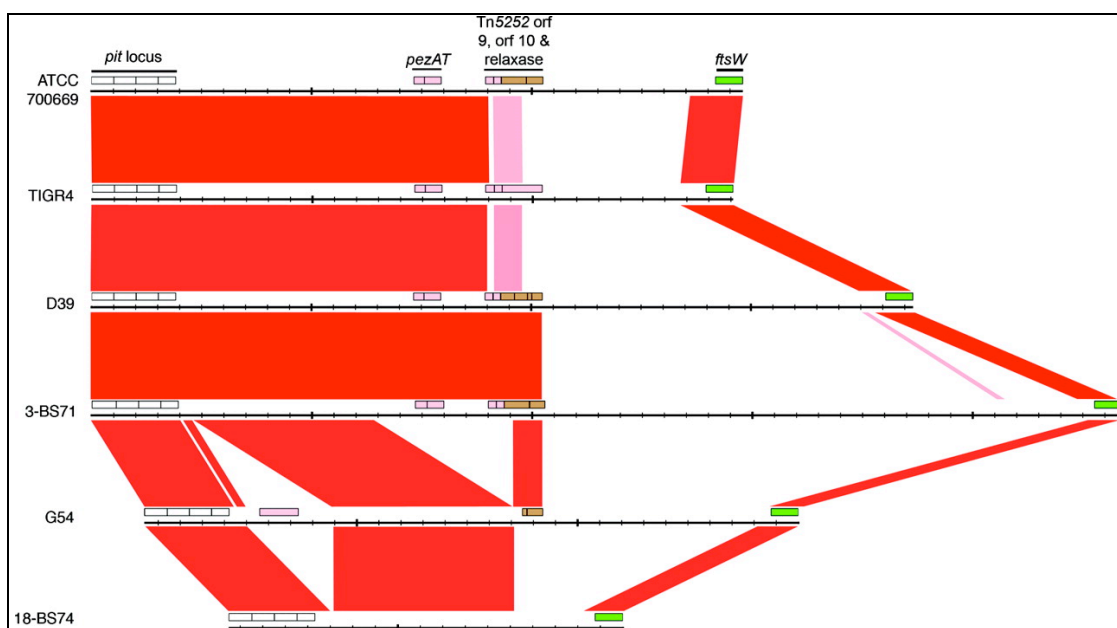 Tn5252 orf
9, orf 10 &
relaxase
pit locus
pezAT
ftsW
ATCC
700669
TIGR4
D39
3-BS71
G54
18-BS74